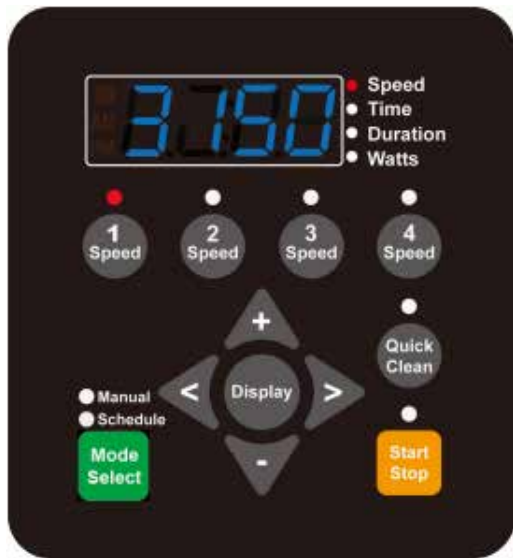 3150
Speed
Time
Duration
Watts
1
Speed
2
Speed
3
Speed
4
Speed
+
Quick
Clean
< Display >
Manual
Schedule
-
Mode
Select
Start
Stop